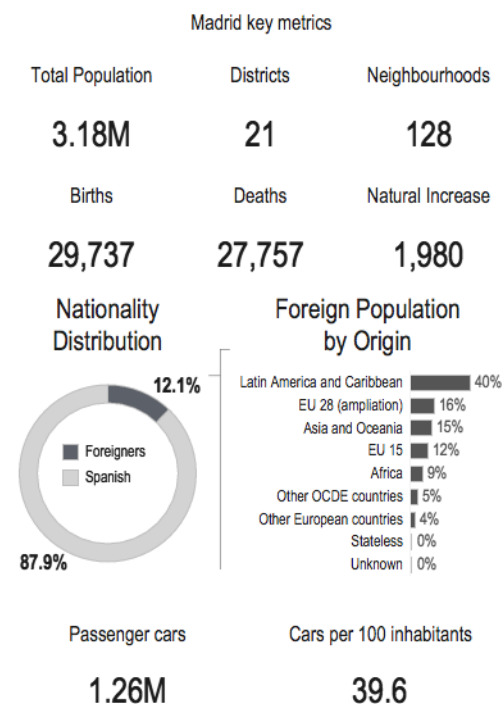 Madrid key metrics
Total Population
Districts
Neighbourhoods
3.18M
21
128
Births
Deaths
Natural Increase
29,737
27,757
1,980
Nationality
Distribution
12.1%
Foreigners
Spanish
87.9%
Foreign Population
by Origin
Latin America and Caribbean 40%
EU 28 (ampliation) 16%
Asia and Oceania 15%
EU 15 12%
Africa 9%
Other OCDE countries 5%
Other European countries 4%
Stateless 0%
Unknown 0%
Passenger cars
Cars per 100 inhabitants
1.26M
39.6